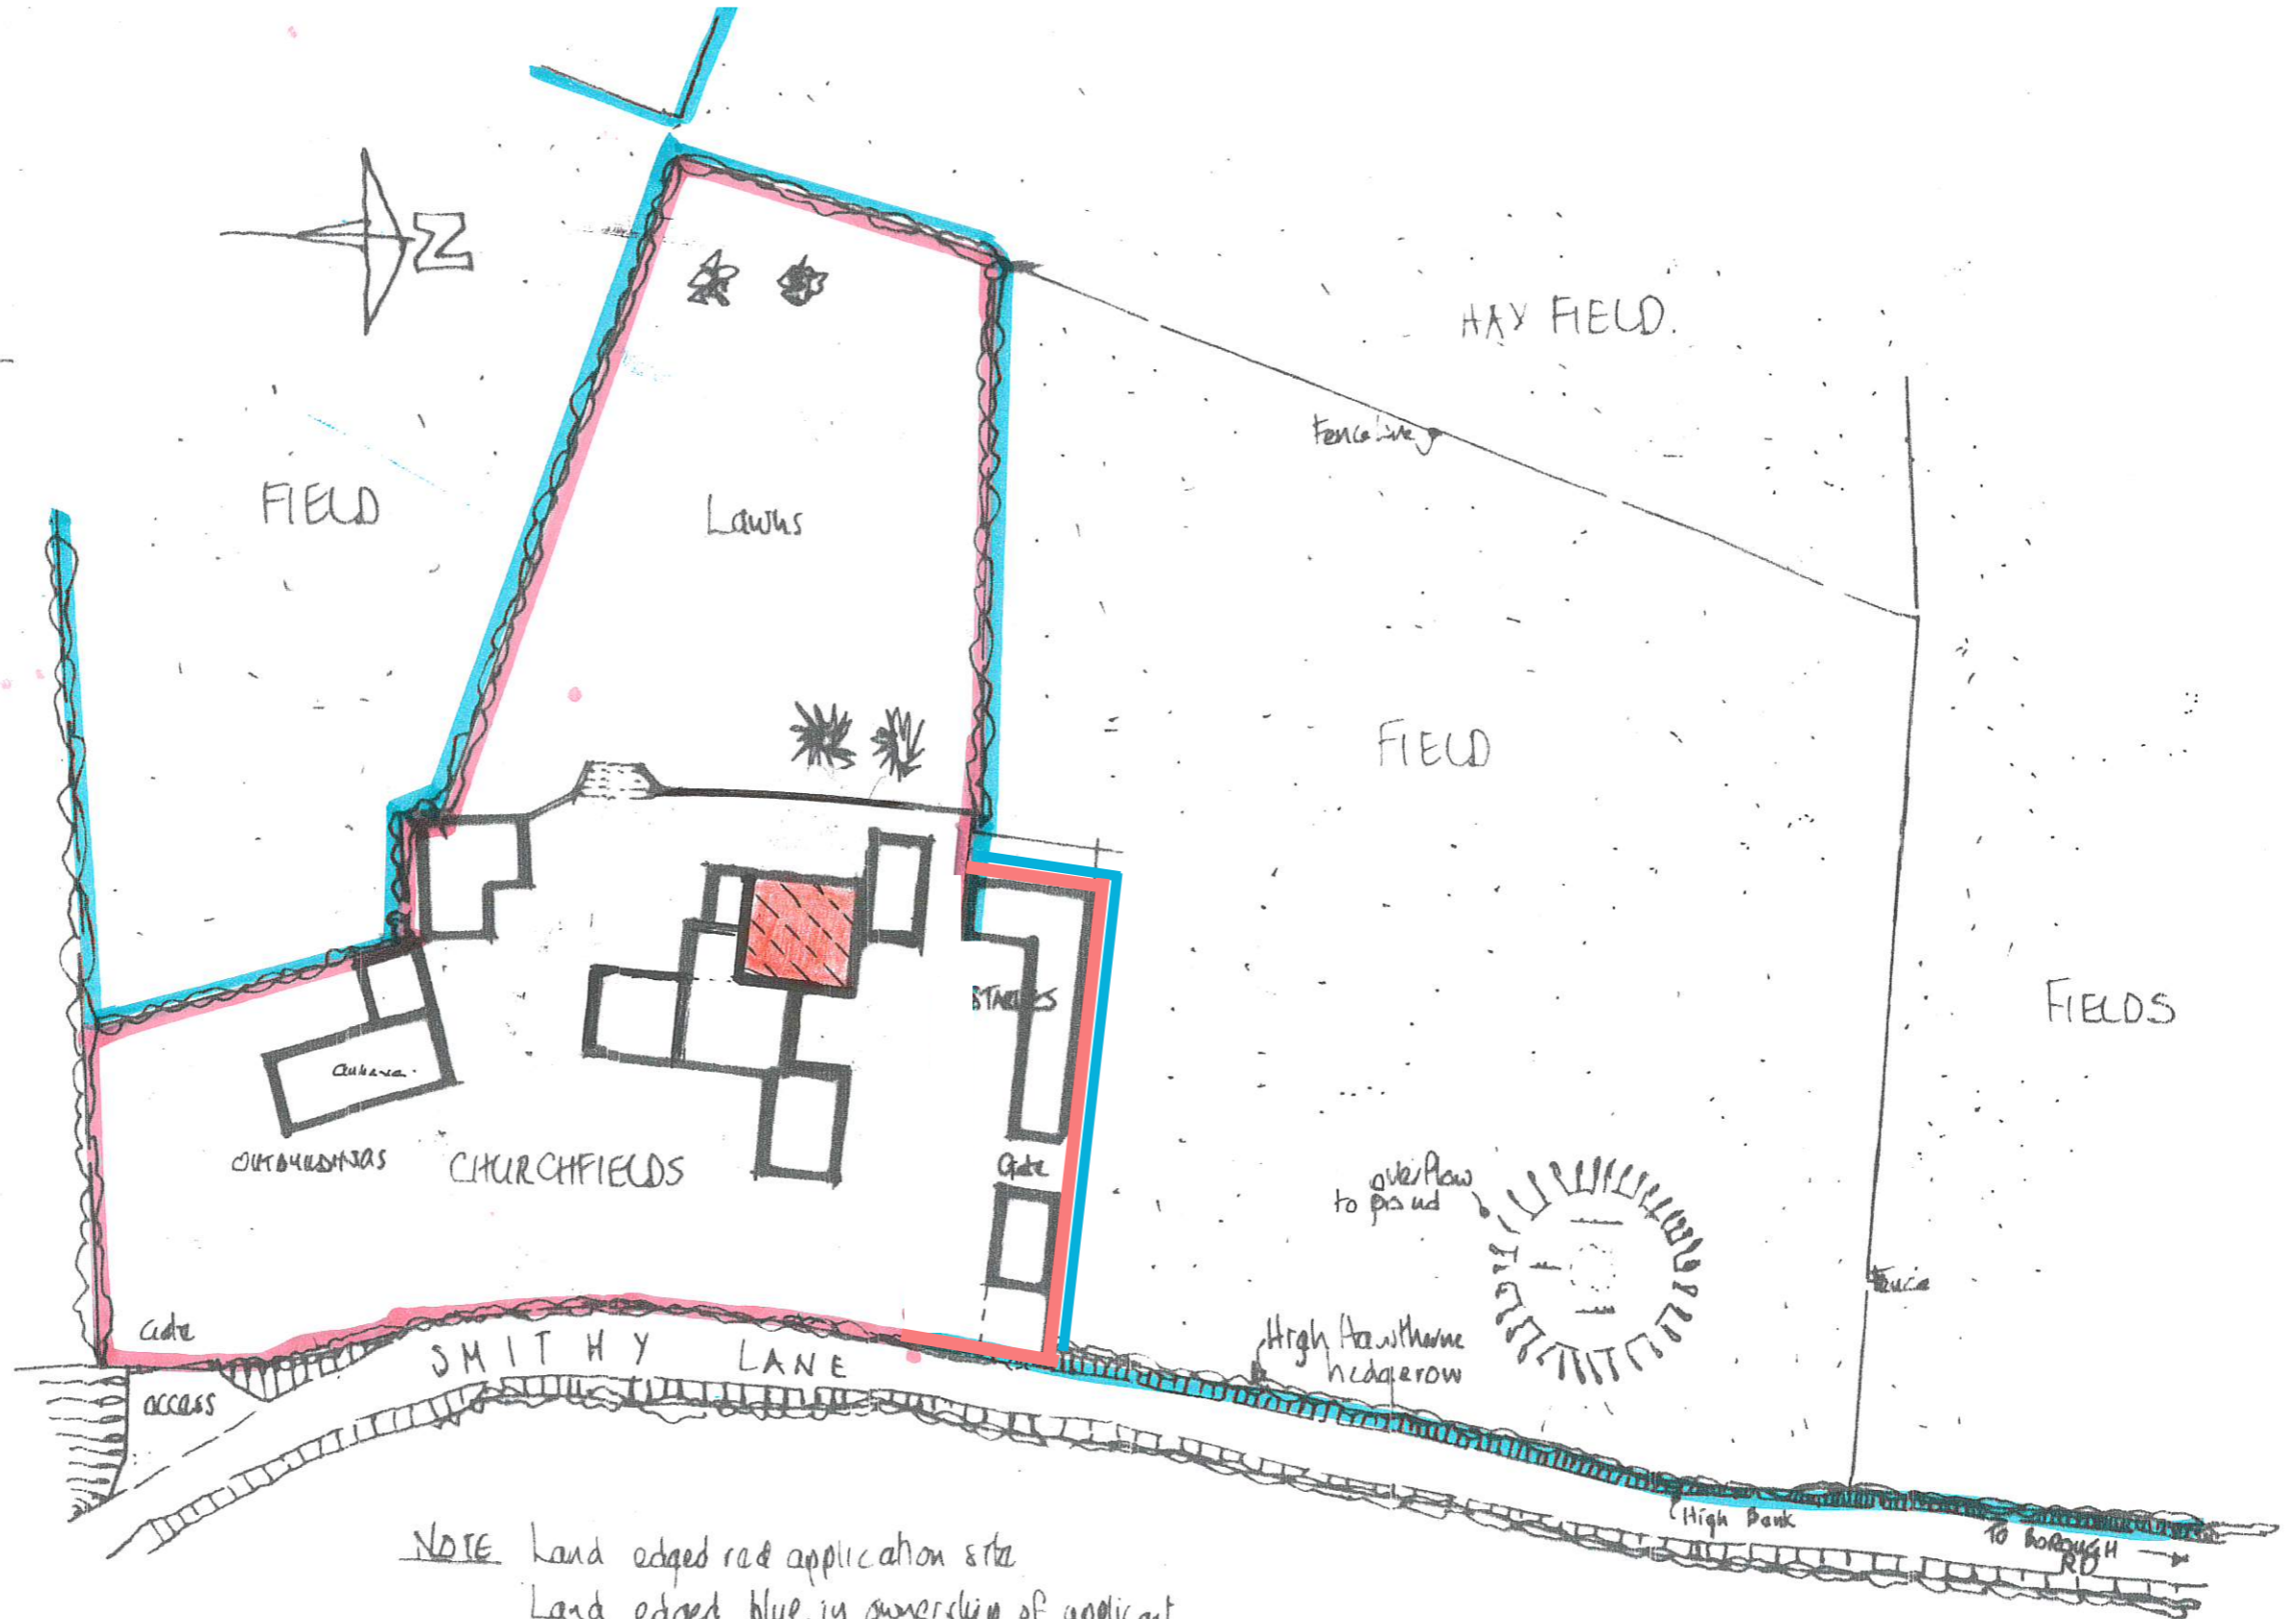 N
HAY FIELD.
Fence Line
FIELD
Lawns
FIELD
FIELDS
STABLES
OUTBUILDINGS
CHURCHFIELDS
Gate
overflow
to pond
Fence
Gate
High Hawthorne
hedgerow
SMITHY LANE
access
High Bank
TO BOROUGH
RD
NOTE Land edged red application site
Land edged blue in ownership of applicant